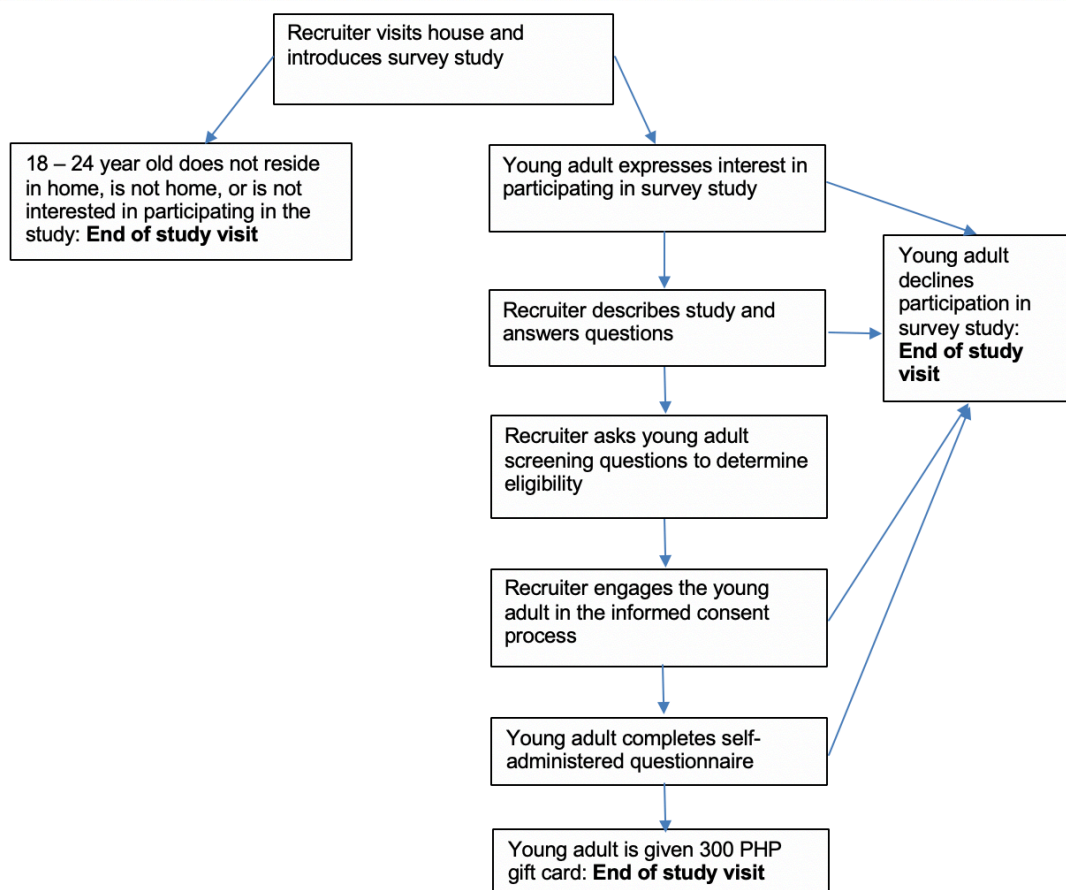 Recruiter visits house and
introduces survey study
18 – 24 year old does not reside
in home, is not home, or is not
interested in participating in the
study: End of study visit
Young adult expresses interest in
participating in survey study
Young adult
declines
participation in
survey study:
End of study
visit
Recruiter describes study and
answers questions
Recruiter asks young adult
screening questions to determine
eligibility
Recruiter engages the young
adult in the informed consent
process
Young adult completes self-
administered questionnaire
Young adult is given 300 PHP
gift card: End of study visit